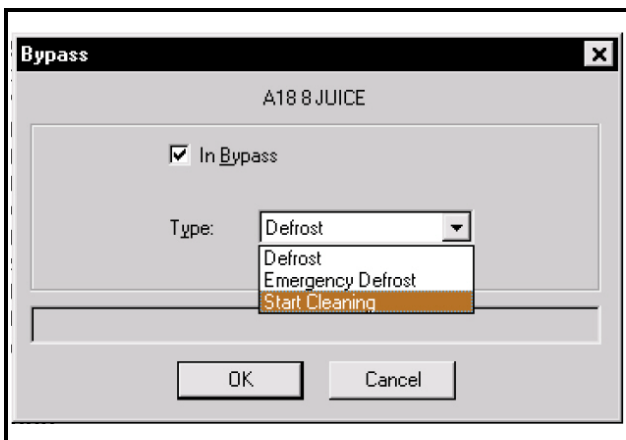 Bypass
A18 8 JUICE
In Bypass
Type: Defrost
Defrost
Emergency Defrost
Start Cleaning
OK Cancel